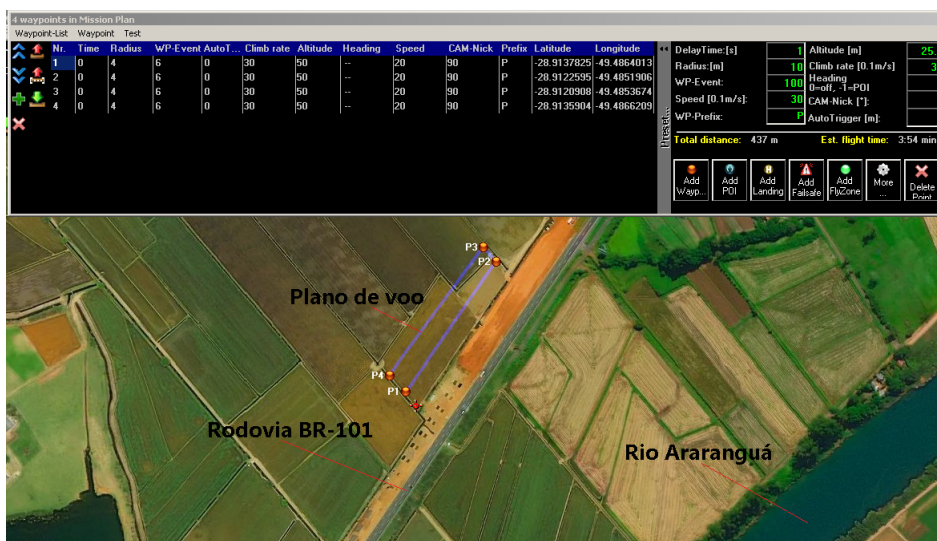 4 waypoints in Mission Plan
Waypoint-List Waypoint Test
Nr. Time Radius WP-Event AutoT... Climb rate Altitude Heading Speed CAM-Nick Prefix Latitude Longitude
1 0 4 6 0 30 50 -- 20 90 P -28.9137825 -49.4864013
2 0 4 6 0 30 50 -- 20 90 P -28.9122595 -49.4851906
3 0 4 6 0 30 50 -- 20 90 P -28.9120908 -49.4853674
4 0 4 6 0 30 50 -- 20 90 P -28.9135904 -49.4866209
Preset...
DelayTime:[s] 1 Altitude [m] 25.
Radius:[m] 10 Climb rate [0.1m/s] 3
WP-Event: 100 Heading
0=off, -1=POI
Speed [0.1m/s]: 30 CAM-Nick [°]:
WP-Prefix: P AutoTrigger [m]:
Total distance: 437 m Est. flight time: 3:54 min
Add Wayp... Add POI Add Landing Add Failsafe Add FlyZone More ... Delete Point
P3
P2
Plano de voo
P4
P1
Rodovia BR-101
Rio Araranguá